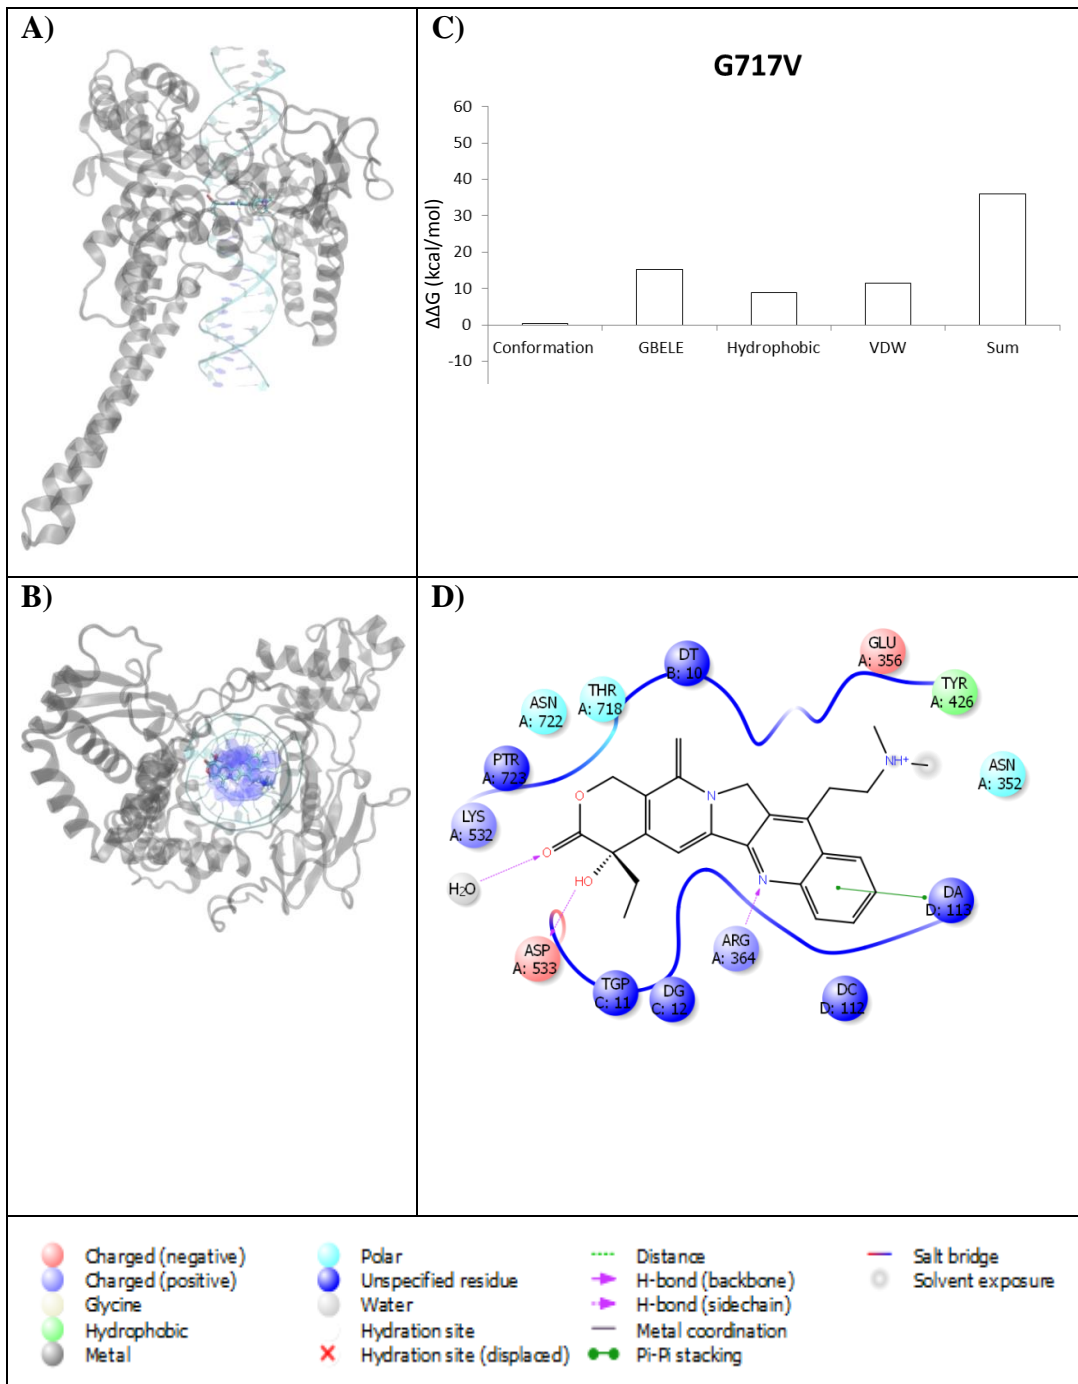 A)
C)
G717V
ΔΔG (kcal/mol)
60
50
40
30
20
10
0
-10
Conformation GBELE Hydrophobic VDW Sum
B)
D)
DT
B: 10
GLU
A: 356
TYR
A: 426
ASN
A: 722
THR
A: 718
PTR
A: 723
LYS
A: 532
ASN
A: 352
NH+
O
N
O
HO
N
H2O
ASP
A: 533
ARG
A: 364
DA
D: 113
TGP
C: 11
DG
C: 12
DC
D: 112
Charged (negative)
Charged (positive)
Glycine
Hydrophobic
Metal
Polar
Unspecified residue
Water
Hydration site
Hydration site (displaced)
Distance
H-bond (backbone)
H-bond (sidechain)
Metal coordination
Pi-Pi stacking
Salt bridge
Solvent exposure